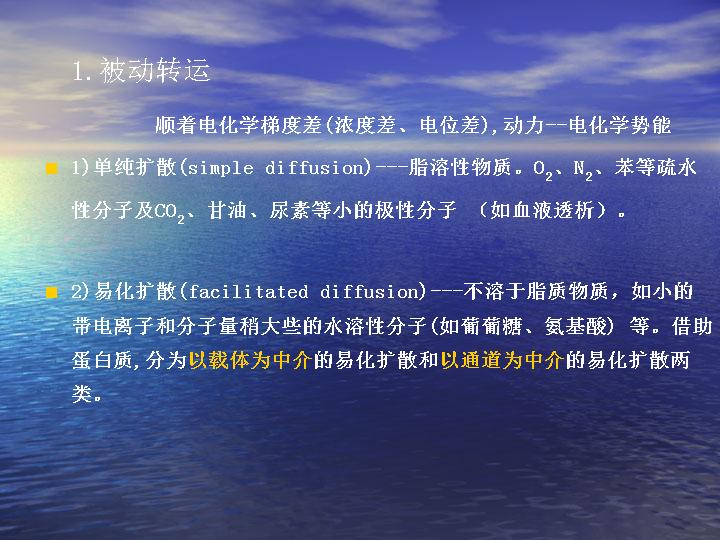 1.被动转运
顺着电化学梯度差(浓度差、电位差),动力--电化学势能
1)单纯扩散(simple diffusion)---脂溶性物质。O₂、N₂、苯等疏水
性分子及CO₂、甘油、尿素等小的极性分子 （如血液透析）。
2)易化扩散(facilitated diffusion)---不溶于脂质物质，如小的
带电离子和分子量稍大些的水溶性分子(如葡葡糖、氨基酸) 等。借助
蛋白质,分为以载体为中介的易化扩散和以通道为中介的易化扩散两
类。